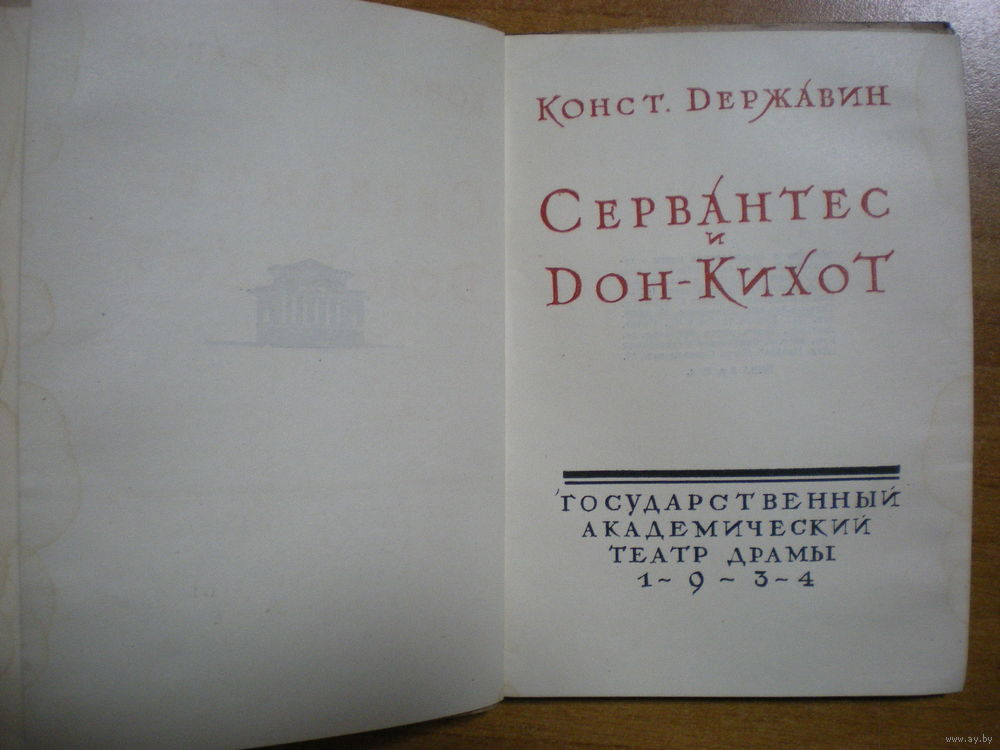 Конст. Державин
Сервантес
и
Дон-Кихот
ГОСУДАРСТВЕННЫЙ
АКАДЕМИЧЕСКИЙ
ТЕАТР ДРАМЫ
1~9~3~4
www.ay.by